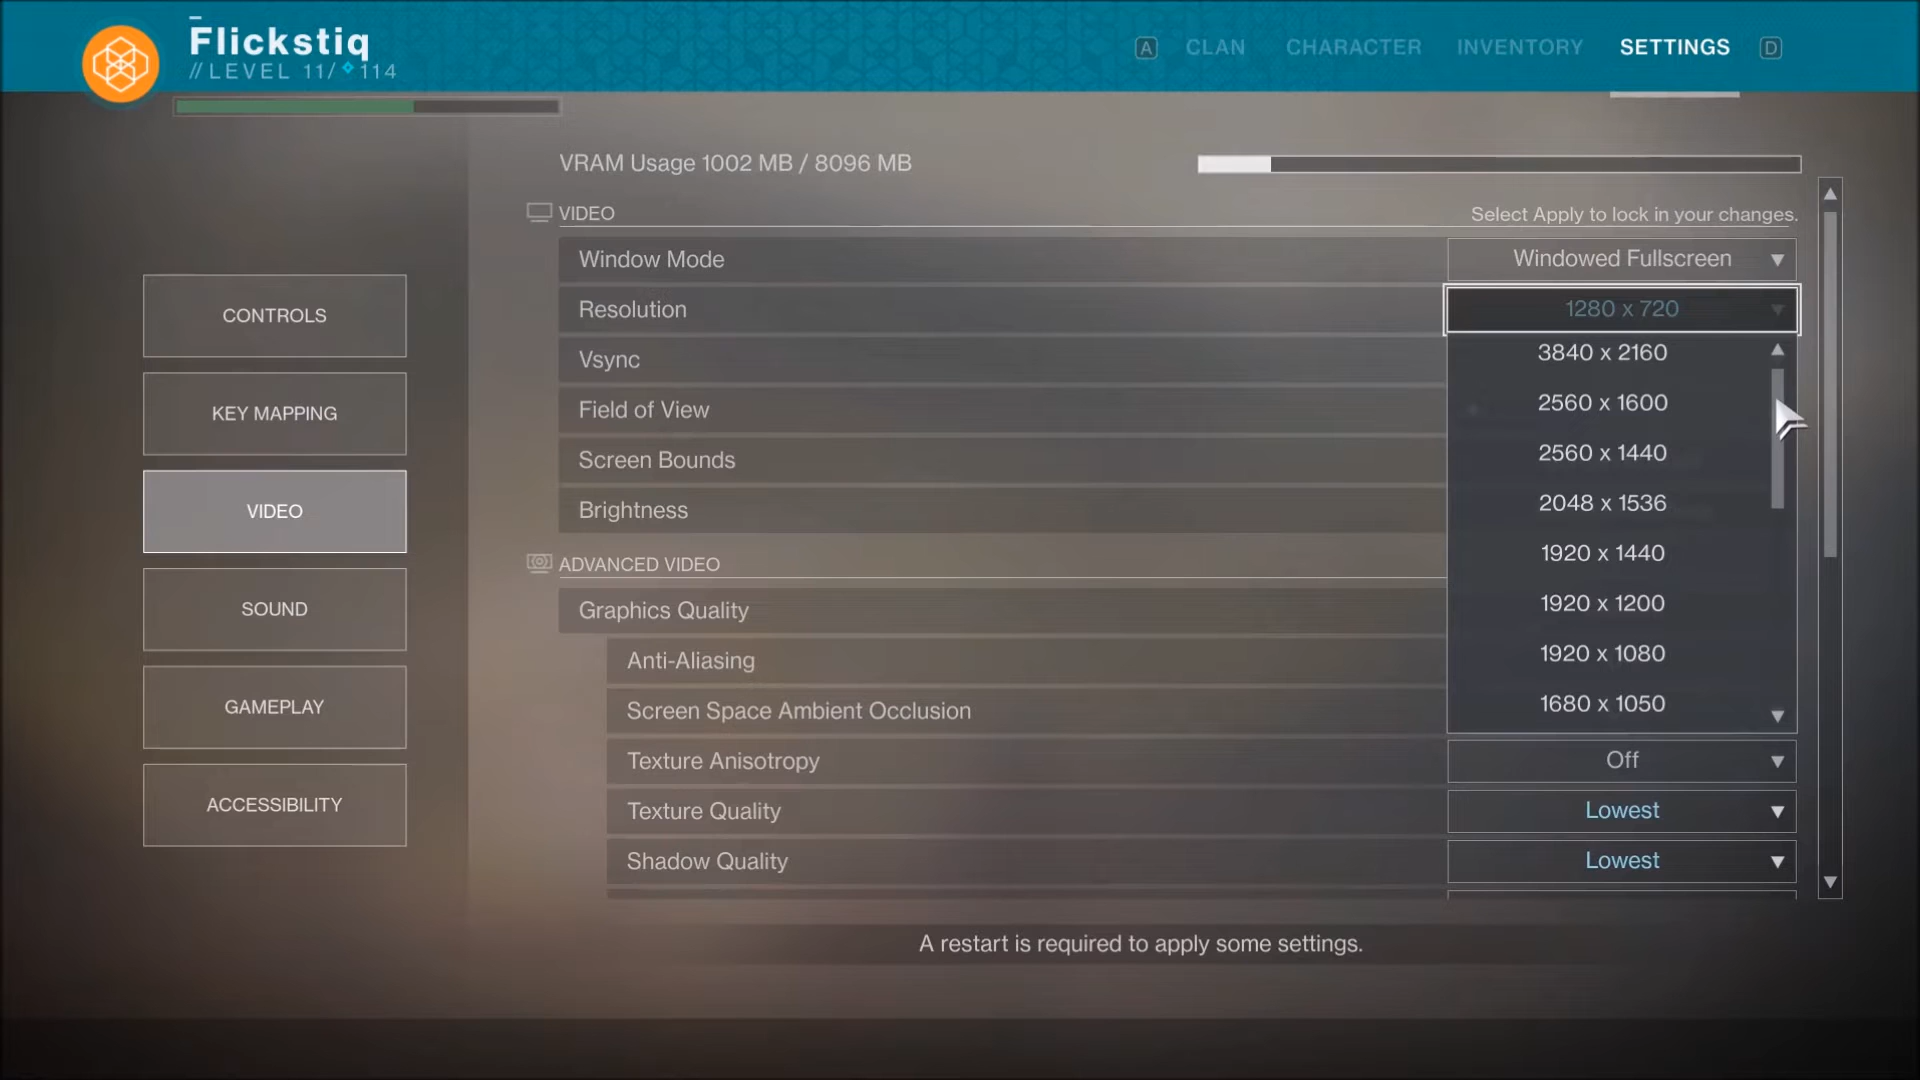 Flickstiq
//LEVEL 11/ 114
A CLAN CHARACTER INVENTORY SETTINGS D
VRAM Usage 1002 MB / 8096 MB
VIDEO
Select Apply to lock in your changes.
Window Mode
Windowed Fullscreen
Resolution
1280 x 720
3840 x 2160
2560 x 1600
2560 x 1440
2048 x 1536
1920 x 1440
1920 x 1200
1920 x 1080
1680 x 1050
Vsync
Field of View
Screen Bounds
Brightness
ADVANCED VIDEO
Graphics Quality
Anti-Aliasing
Screen Space Ambient Occlusion
Texture Anisotropy
Off
Texture Quality
Lowest
Shadow Quality
Lowest
CONTROLS
KEY MAPPING
VIDEO
SOUND
GAMEPLAY
ACCESSIBILITY
A restart is required to apply some settings.